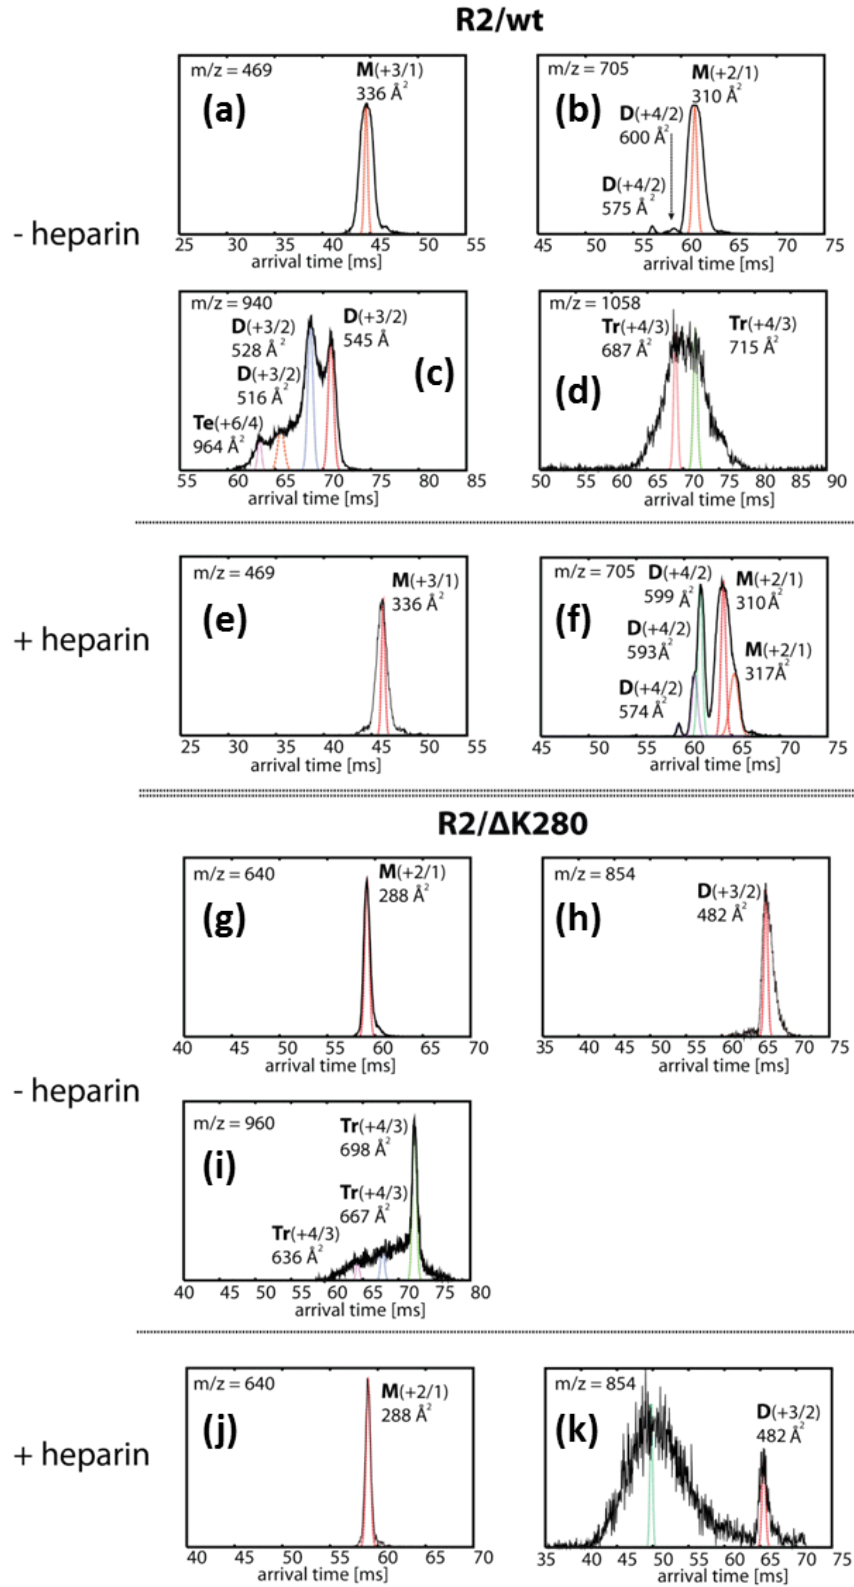 R2/wt
- heparin
m/z = 469
(a)
M(+3/1)
336 Å²
25 30 35 40 45 50 55
arrival time [ms]
m/z = 705
(b)
M(+2/1)
310 Å²
D(+4/2)
600 Å²
D(+4/2)
575 Å²
45 50 55 60 65 70 75
arrival time [ms]
m/z = 940
(c)
D(+3/2)
528 Å²
D(+3/2)
545 Å²
D(+3/2)
516 Å²
Te(+6/4)
964 Å²
55 60 65 70 75 80 85
arrival time [ms]
m/z = 1058
(d)
Tr(+4/3)
687 Å²
Tr(+4/3)
715 Å²
50 55 60 65 70 75 80 85 90
arrival time [ms]
+ heparin
m/z = 469
(e)
M(+3/1)
336 Å²
25 30 35 40 45 50 55
arrival time [ms]
m/z = 705
(f)
D(+4/2)
599 Å²
M(+2/1)
310 Å²
D(+4/2)
593 Å²
M(+2/1)
317 Å²
D(+4/2)
574 Å²
45 50 55 60 65 70 75
arrival time [ms]
R2/ΔK280
- heparin
m/z = 640
(g)
M(+2/1)
288 Å²
40 45 50 55 60 65 70
arrival time [ms]
m/z = 854
(h)
D(+3/2)
482 Å²
35 40 45 50 55 60 65 70 75
arrival time [ms]
m/z = 960
(i)
Tr(+4/3)
698 Å²
Tr(+4/3)
667 Å²
Tr(+4/3)
636 Å²
40 45 50 55 60 65 70 75 80
arrival time [ms]
+ heparin
m/z = 640
(j)
M(+2/1)
288 Å²
40 45 50 55 60 65 70
arrival time [ms]
m/z = 854
(k)
D(+3/2)
482 Å²
35 40 45 50 55 60 65 70 75
arrival time [ms]